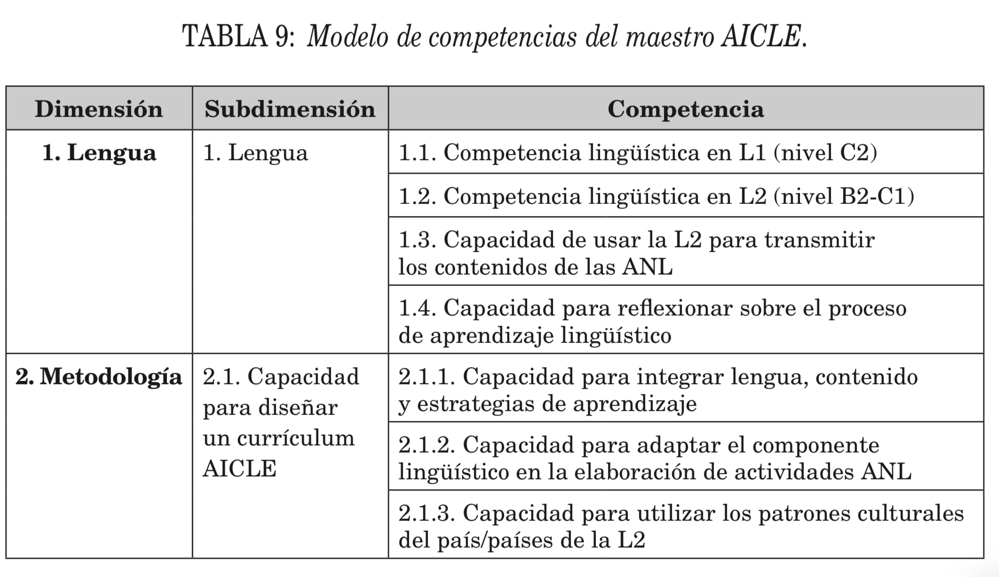 TABLA 9: Modelo de competencias del maestro AICLE.
Dimensión Subdimensión Competencia
1. Lengua 1. Lengua 1.1. Competencia lingüística en L1 (nivel C2)
1.2. Competencia lingüística en L2 (nivel B2-C1)
1.3. Capacidad de usar la L2 para transmitir
los contenidos de las ANL
1.4. Capacidad para reflexionar sobre el proceso
de aprendizaje lingüístico
2. Metodología
2.1. Capacidad
para diseñar
un currículum
AICLE
2.1.1. Capacidad para integrar lengua, contenido
y estrategias de aprendizaje
2.1.2. Capacidad para adaptar el componente
lingüístico en la elaboración de actividades ANL
2.1.3. Capacidad para utilizar los patrones culturales
del país/países de la L2